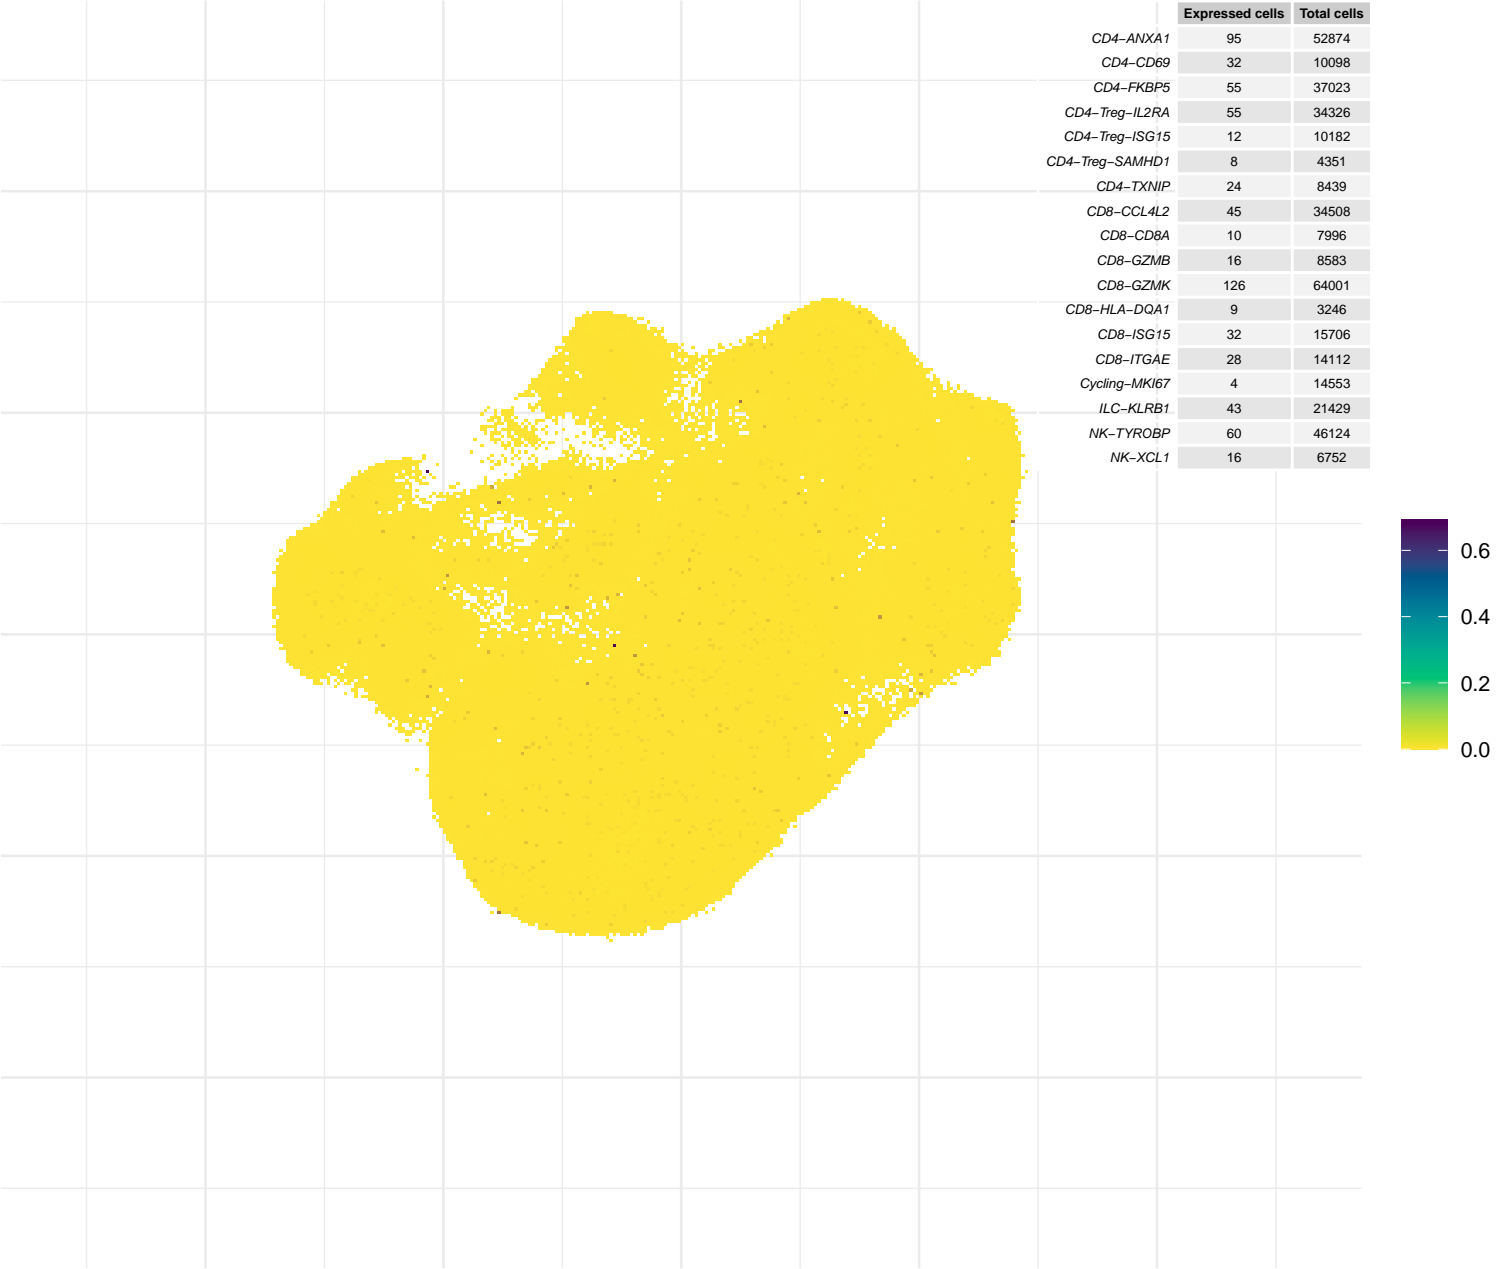 Expressed cells Total cells
CD4−ANXA1 95 52874
CD4−CD69 32 10098
CD4−FKBP5 55 37023
CD4−Treg−IL2RA 55 34326
CD4−Treg−ISG15 12 10182
CD4−Treg−SAMHD1 8 4351
CD4−TXNIP 24 8439
CD8−CCL4L2 45 34508
CD8−CD8A 10 7996
CD8−GZMB 16 8583
CD8−GZMK 126 64001
CD8−HLA−DQA1 9 3246
CD8−ISG15 32 15706
CD8−ITGAE 28 14112
Cycling−MKI67 4 14553
ILC−KLRB1 43 21429
NK−TYROBP 60 46124
NK−XCL1 16 6752
0.6
0.4
0.2
0.0